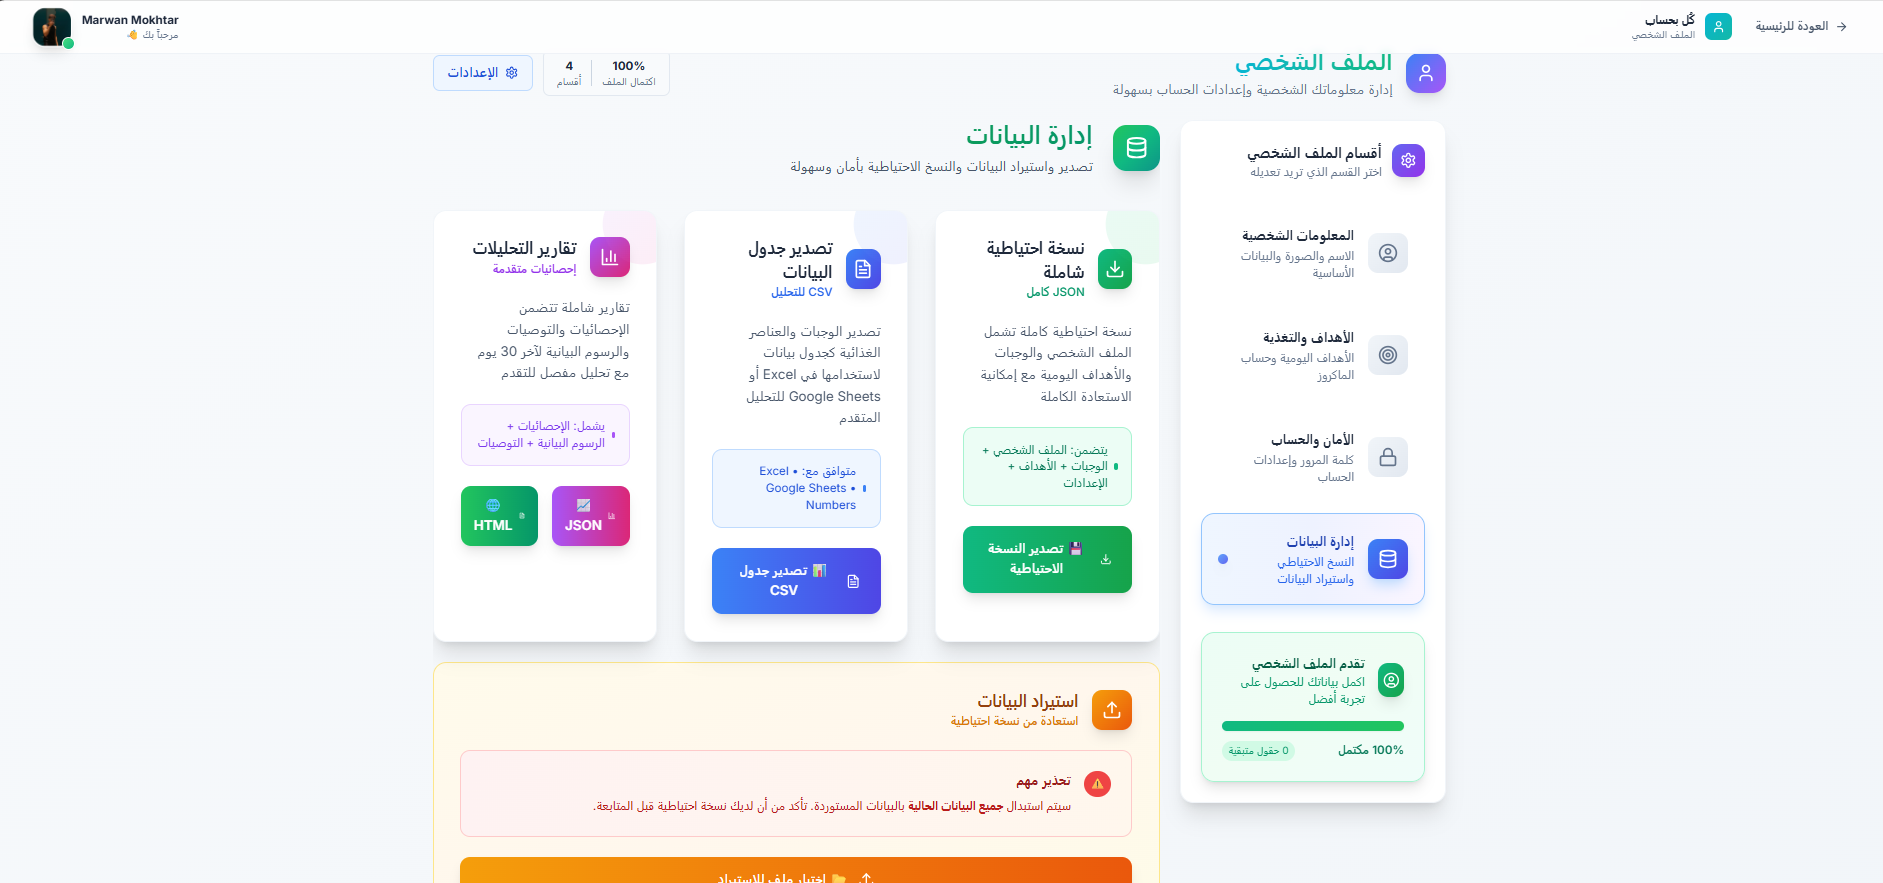 العودة للرئيسية
كُل بحساب
الملف الشخصي
Marwan Mokhtar
مرحباً بك 👋
الملف الشخصي
إدارة معلوماتك الشخصية وإعدادات الحساب بسهولة
100%
اكتمال الملف
4
أقسام
الإعدادات
أقسام الملف الشخصي
اختر القسم الذي تريد تعديله
المعلومات الشخصية
الاسم والصورة والبيانات
الأساسية
الأهداف والتغذية
الأهداف اليومية وحساب
الماكروز
الأمان والحساب
كلمة المرور وإعدادات
الحساب
إدارة البيانات
النسخ الاحتياطي
واستيراد البيانات
تقدم الملف الشخصي
اكمل بياناتك للحصول على
تجربة أفضل
100% مكتمل
0 حقول متبقية
إدارة البيانات
تصدير واستيراد البيانات والنسخ الاحتياطية بأمان وسهولة
نسخة احتياطية
شاملة
JSON كامل
نسخة احتياطية كاملة تشمل
الملف الشخصي والوجبات
والأهداف اليومية مع إمكانية
الاستعادة الكاملة
يتضمن: الملف الشخصي +
الوجبات + الأهداف +
الإعدادات
💾 تصدير النسخة
الاحتياطية
تصدير جدول
البيانات
CSV للتحليل
تصدير الوجبات والعناصر
الغذائية كجدول بيانات
لاستخدامها في Excel أو
Google Sheets للتحليل
المتقدم
متوافق مع: • Excel
• Google Sheets
Numbers
📊 تصدير جدول
CSV
تقارير التحليلات
إحصائيات متقدمة
تقارير شاملة تتضمن
الإحصائيات والتوصيات
والرسوم البيانية لآخر 30 يوم
مع تحليل مفصل للتقدم
يشمل: الإحصائيات +
الرسوم البيانية + التوصيات
📈
JSON
🌐
HTML
استيراد البيانات
استعادة من نسخة احتياطية
تحذير مهم
سيتم استبدال جميع البيانات الحالية بالبيانات المستوردة. تأكد من أن لديك نسخة احتياطية قبل المتابعة.
📂 اختيار ملف للاستيراد